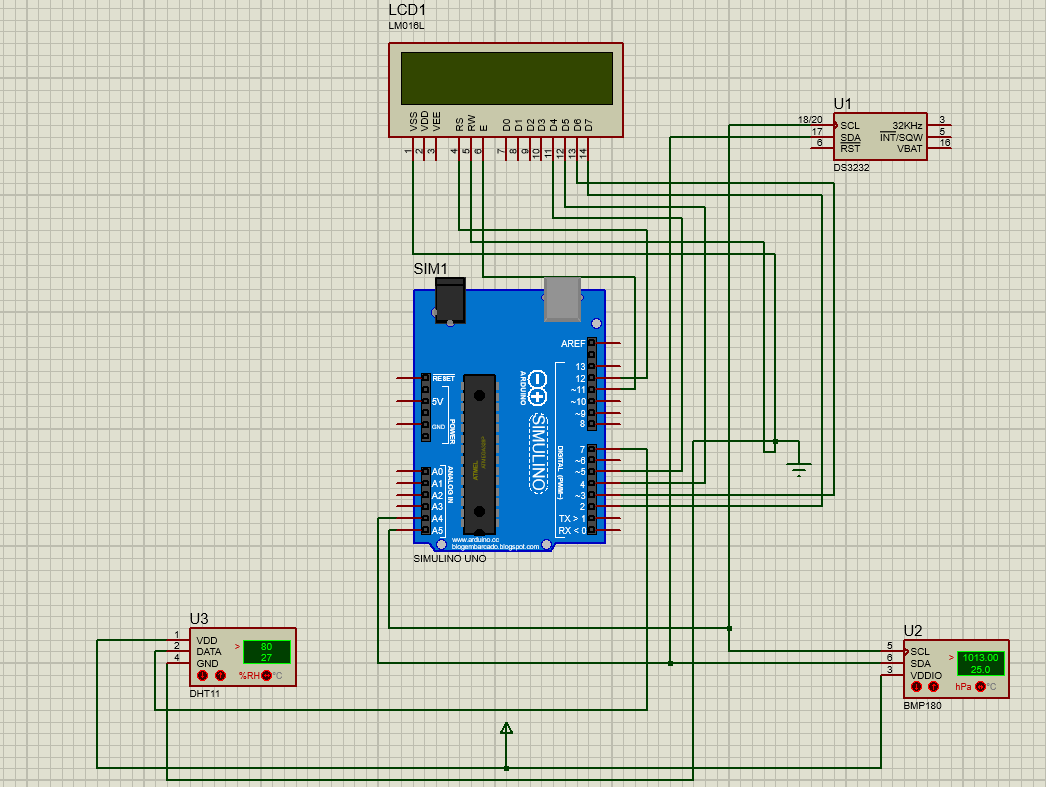 LCD1
LM016L
VSS
VDD
VEE
RS
RW
E
D0
D1
D2
D3
D4
D5
D6
D7
1
2
3
4
5
6
7
8
9
10
11
12
13
14
U1
18/20 SCL 32KHz 3
17 SDA INT/SQW 5
6 RST VBAT 16
DS3232
SIM1
AREF
13
12
~11
~10
~9
8
RESET
5V
GND
POWER
ARDUINO
SIMULINO
ATMEL
ATMEGA328P
DIGITAL (PWM~)
7
~6
~5
4
~3
2
TX > 1
RX < 0
ANALOG IN
A0
A1
A2
A3
A4
A5
www.arduino.cc
blogembarcado.blogspot.com
SIMULINO UNO
U3
1 VDD
2 DATA
4 GND
> 80
27
%RH °C
DHT11
U2
5 SCL
6 SDA
3 VDDIO
> 1013.00
25.0
hPa °C
BMP180